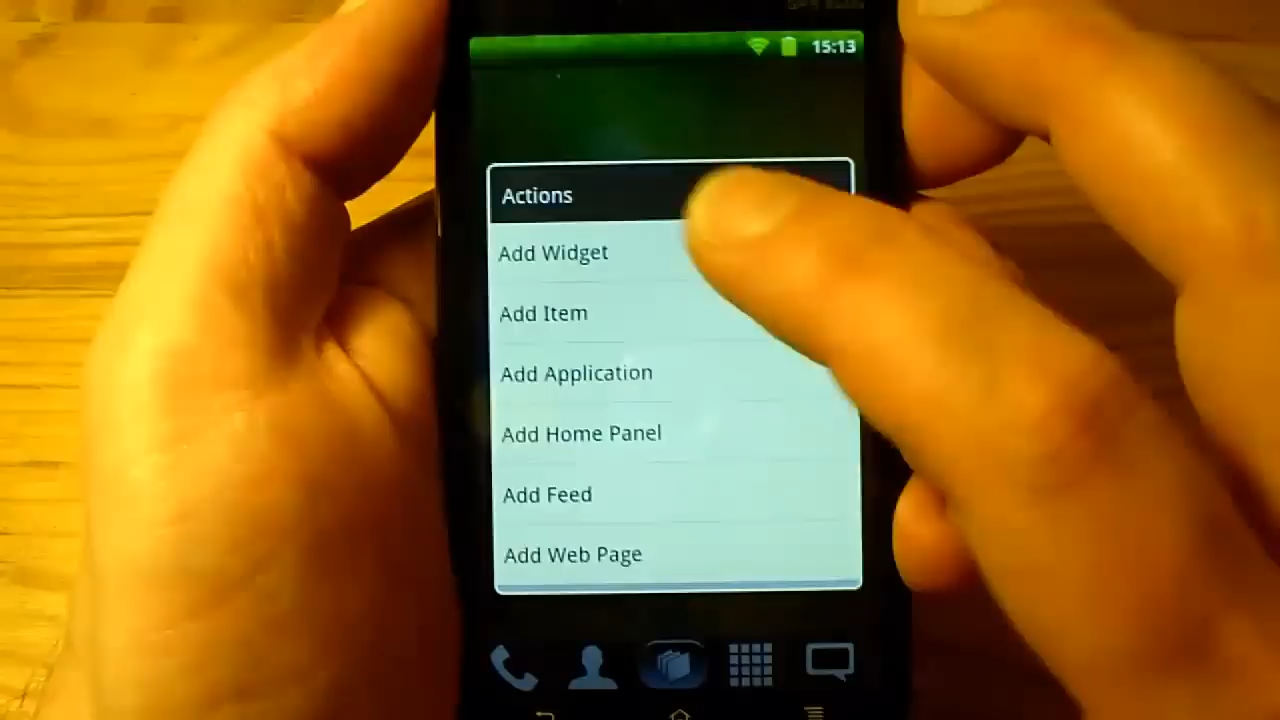 15:13
Actions
Add Widget
Add Item
Add Application
Add Home Panel
Add Feed
Add Web Page